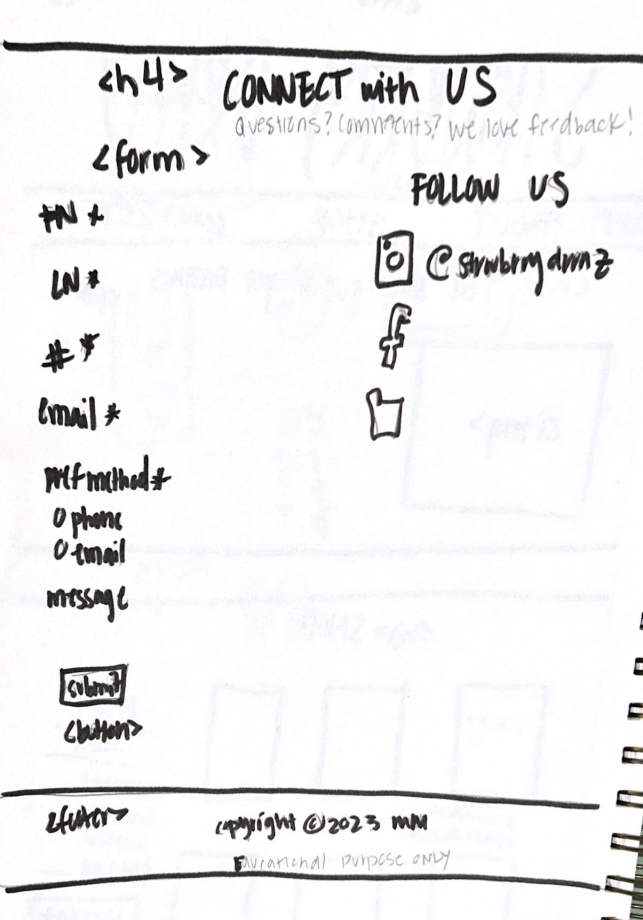 <h4> CONNECT with US
questions? comments? we love feedback!
<form>
FOLLOW US
FN *
LN *
# *
email *
pref method *
O phone
O email
message
submit
<button>
<footer> copyright © 2023 MM
Educational purpose ONLY